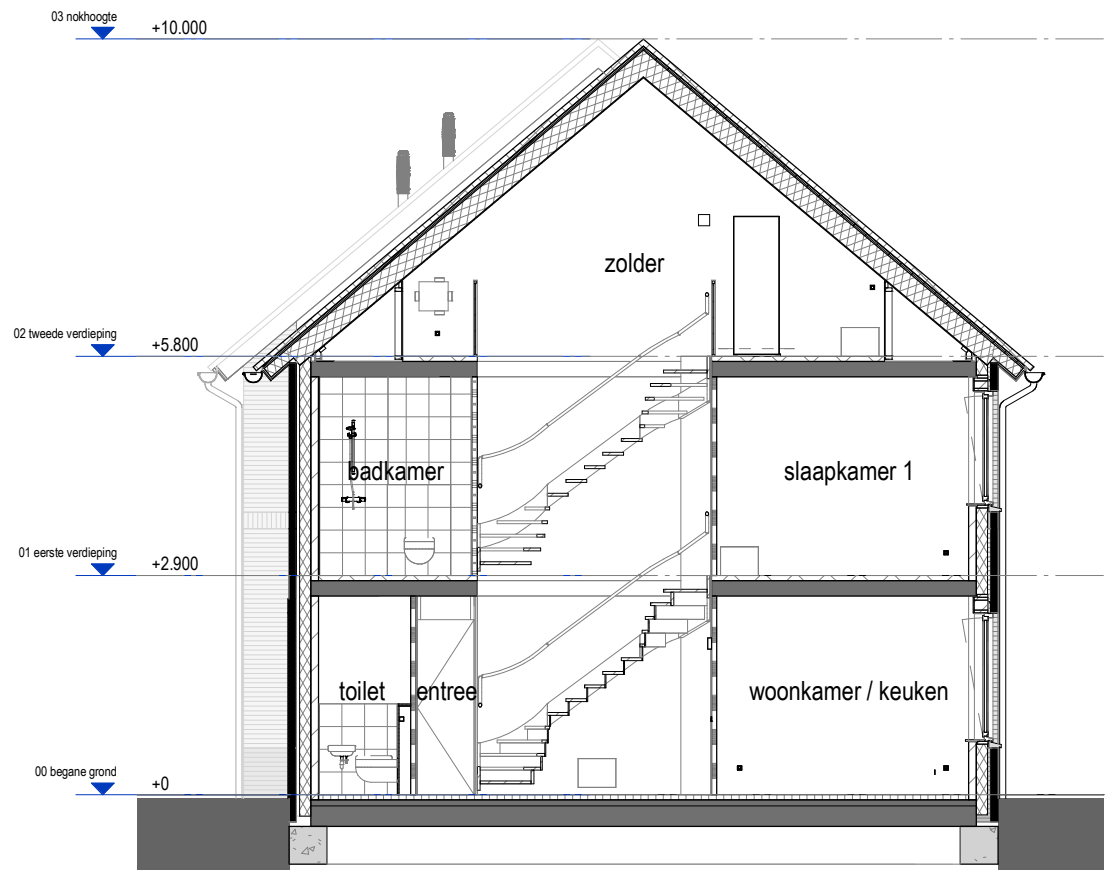 03 nokhoogte
+10.000
zolder
02 tweede verdieping
+5.800
badkamer
slaapkamer 1
01 eerste verdieping
+2.900
toilet
entree
woonkamer / keuken
00 begane grond
+0